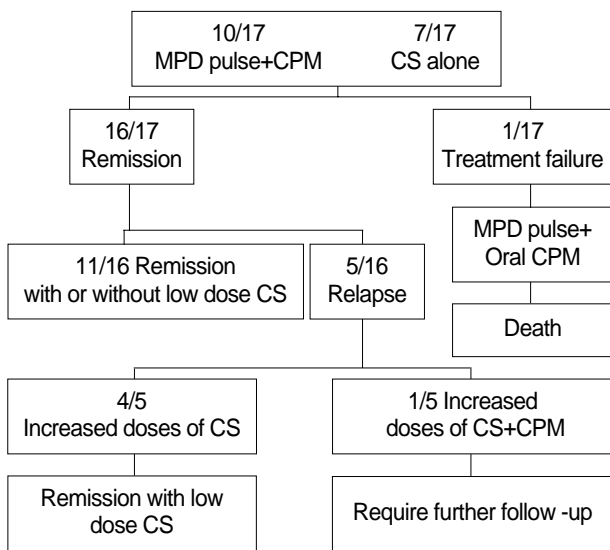 10/17 7/17
MPD pulse+CPM CS alone
16/17
Remission
1/17
Treatment failure
MPD pulse+
Oral CPM
Death
11/16 Remission
with or without low dose CS
5/16
Relapse
4/5
Increased doses of CS
1/5 Increased
doses of CS+CPM
Remission with low
dose CS
Require further follow -up